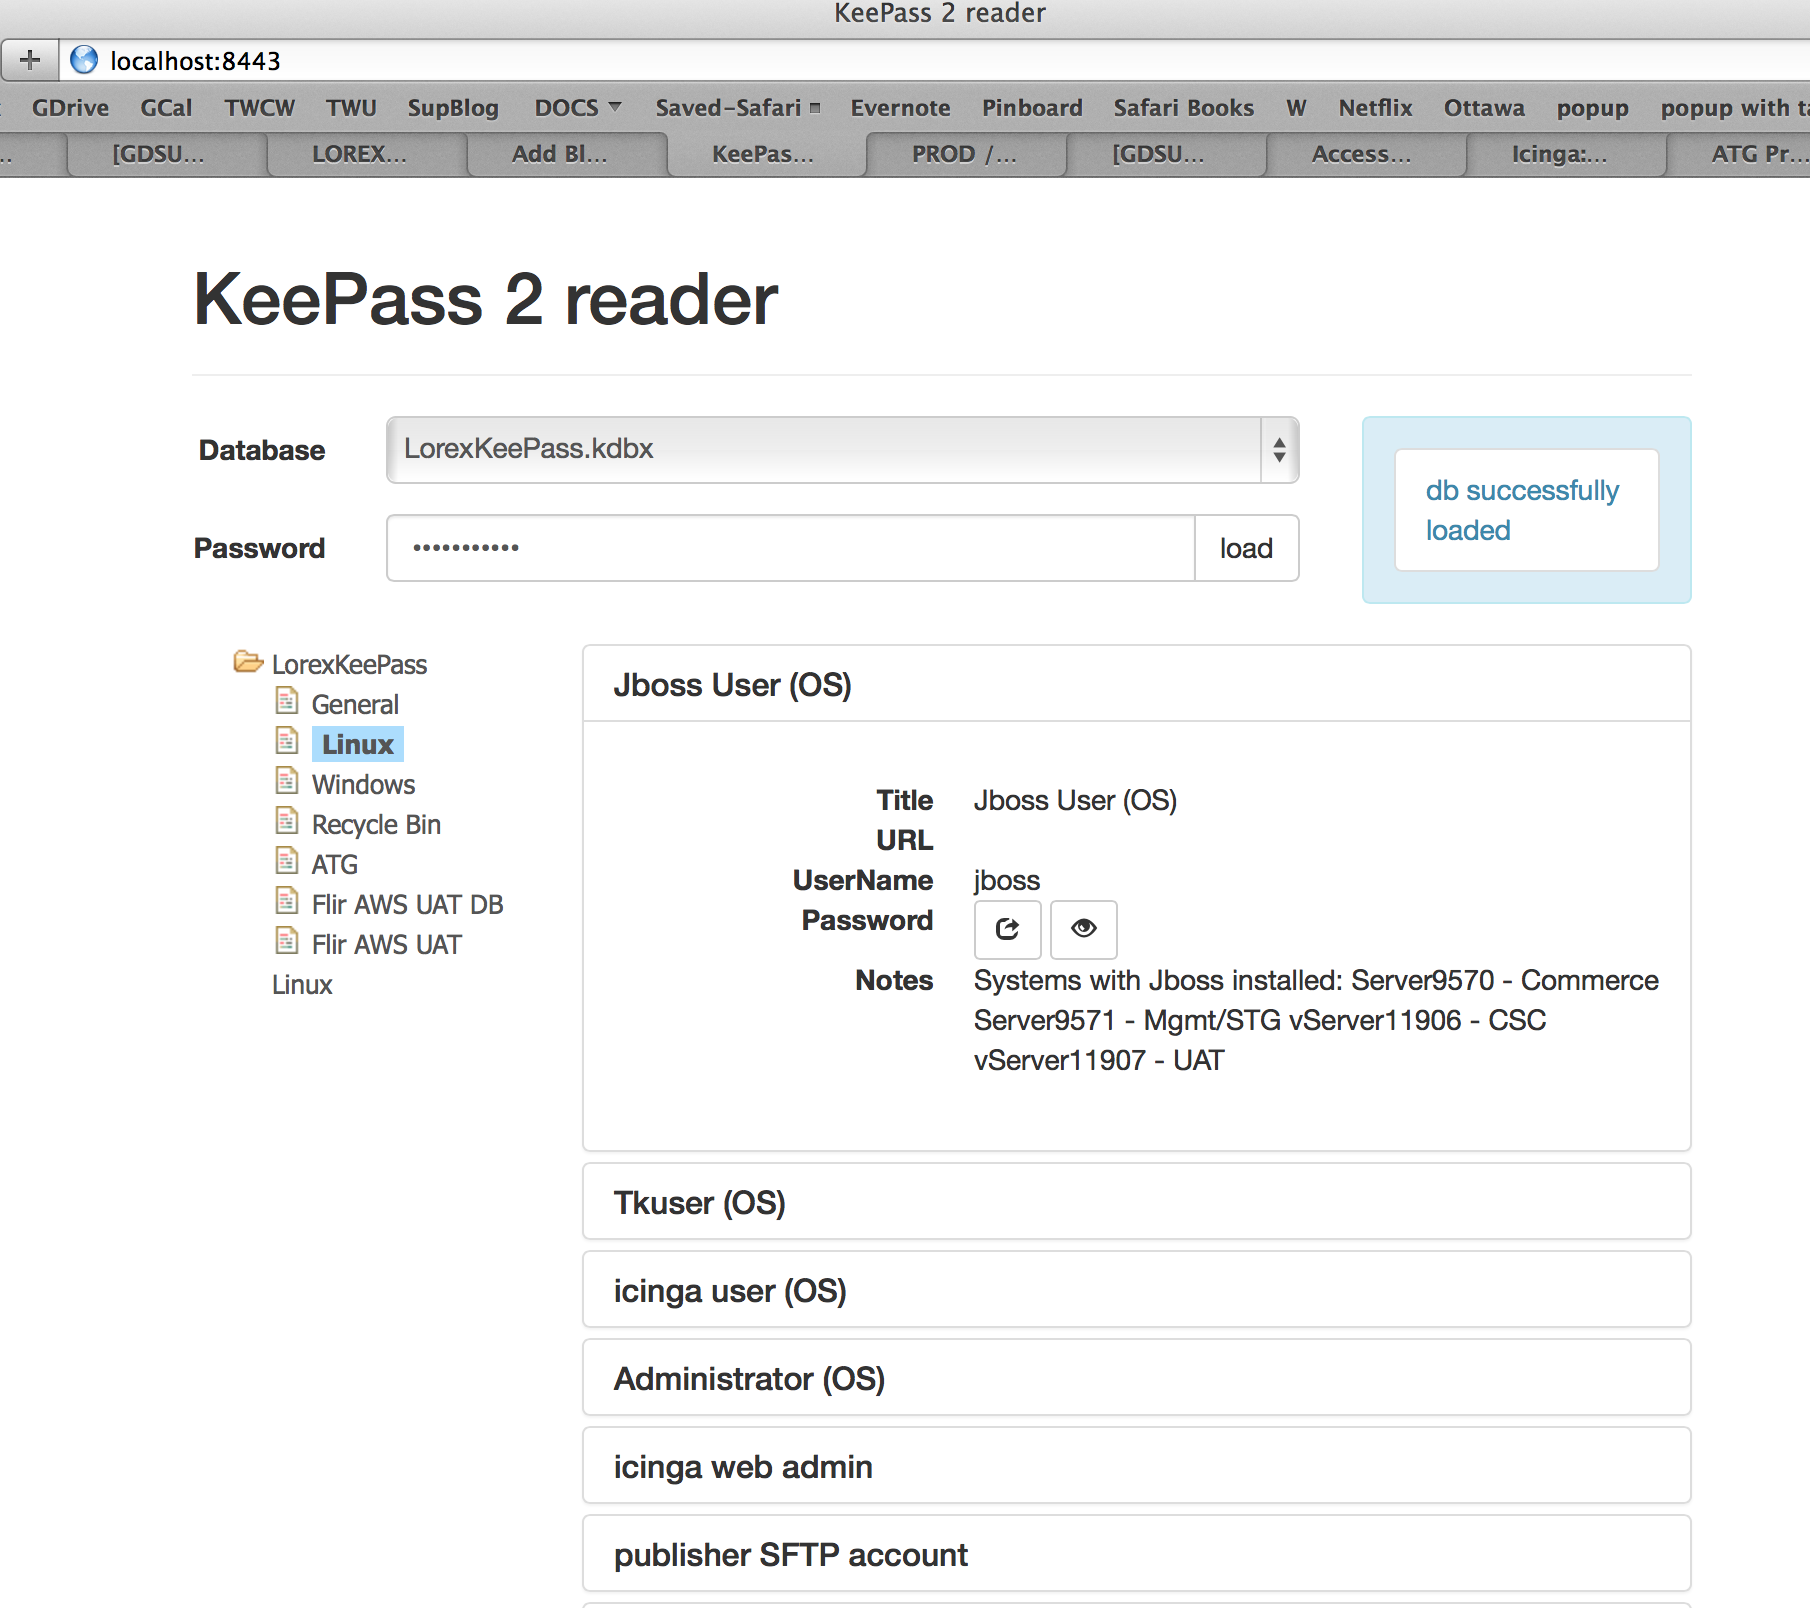 KeePass 2 reader
localhost:8443
GDrive GCal TWCW TWU SupBlog DOCS Saved-Safari Evernote Pinboard Safari Books W Netflix Ottawa popup popup with
[GDSU... LOREX... Add Bl... KeePas... PROD /... [GDSU... Access... Icinga:... ATG Pr...
KeePass 2 reader
Database LorexKeePass.kdbx
db successfully
loaded
Password ••••••••••• load
LorexKeePass
General
Linux
Windows
Recycle Bin
ATG
Flir AWS UAT DB
Flir AWS UAT
Linux
Jboss User (OS)
Title Jboss User (OS)
URL
UserName jboss
Password
Notes Systems with Jboss installed: Server9570 - Commerce
Server9571 - Mgmt/STG vServer11906 - CSC
vServer11907 - UAT
Tkuser (OS)
icinga user (OS)
Administrator (OS)
icinga web admin
publisher SFTP account